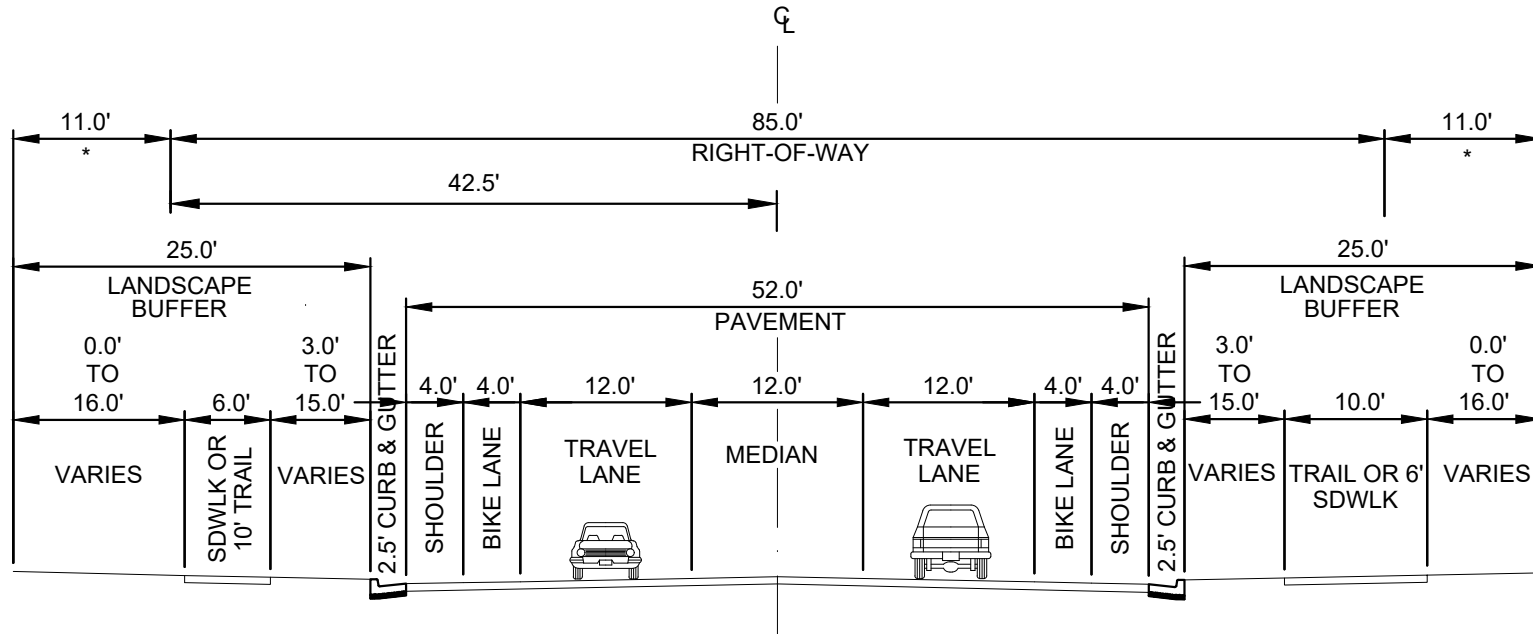 ℄
11.0'
*
85.0'
RIGHT-OF-WAY
11.0'
*
42.5'
25.0'
LANDSCAPE
BUFFER
52.0'
PAVEMENT
25.0'
LANDSCAPE
BUFFER
0.0'
TO
16.0'
6.0'
3.0'
TO
15.0'
4.0'
4.0'
12.0'
12.0'
12.0'
4.0'
4.0'
3.0'
TO
15.0'
10.0'
0.0'
TO
16.0'
VARIES
SDWLK OR
10' TRAIL
VARIES
2.5' CURB & GUTTER
SHOULDER
BIKE LANE
TRAVEL
LANE
MEDIAN
TRAVEL
LANE
BIKE LANE
SHOULDER
2.5' CURB & GUTTER
VARIES
TRAIL OR 6'
SDWLK
VARIES